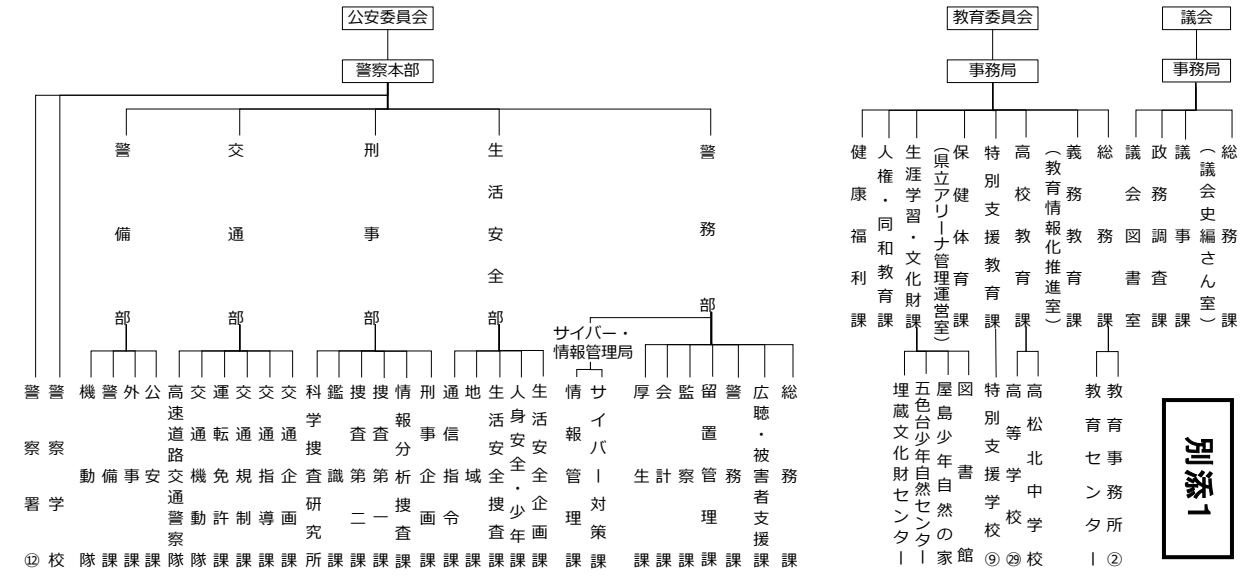 公安委員会
警察本部
警備部
交通部
刑事部
生活安全部
警務部
サイバー・
情報管理局
警察署⑫
警察学校
機動隊
警備課
外事課
公安課
高速道路交通警察隊
交通機動隊
運転免許課
交通規制課
交通指導課
交通企画課
科学捜査研究所
鑑識課
捜査第二課
捜査第一課
情報分析捜査課
刑事企画課
通信指令課
地域課
生活安全捜査課
人身安全・少年課
生活安全企画課
情報管理課
サイバー対策課
厚生課
会計課
監察課
留置管理課
警務課
広聴・被害者支援課
総務課
教育委員会
事務局
健康福利課
人権・同和教育課
生涯学習・文化財課
(県立アリーナ管理運営室)
保健体育課
特別支援教育課
高校教育課
(教育情報化推進室)
義務教育課
総務課
埋蔵文化財センター
五色台少年自然センター
屋島少年自然の家
図書館
特別支援学校⑨
高等学校㉙
高松北中学校
教育センター
教育事務所②
議会
事務局
議会図書室
政務調査課
議事課
(議会史編さん室)
総務課
別添1